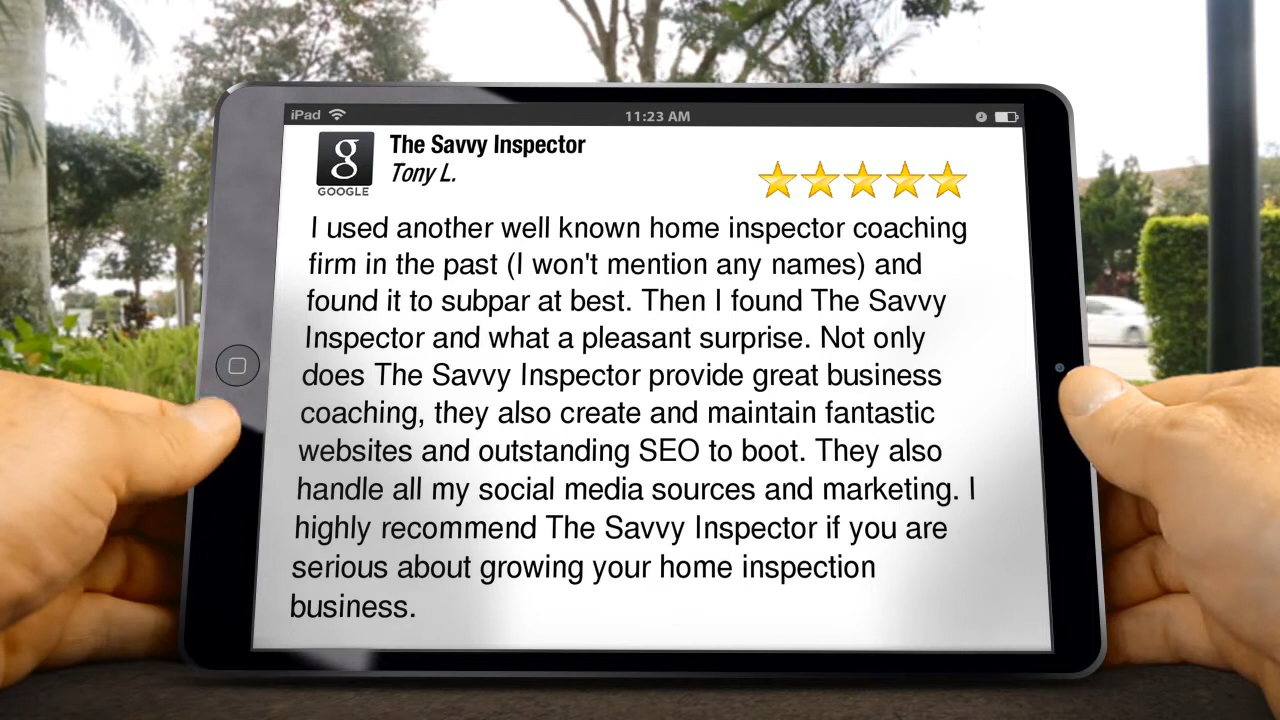 iPad
11:23 AM
g
GOOGLE
The Savvy Inspector
Tony L.
I used another well known home inspector coaching
firm in the past (I won't mention any names) and
found it to subpar at best. Then I found The Savvy
Inspector and what a pleasant surprise. Not only
does The Savvy Inspector provide great business
coaching, they also create and maintain fantastic
websites and outstanding SEO to boot. They also
handle all my social media sources and marketing. I
highly recommend The Savvy Inspector if you are
serious about growing your home inspection
business.